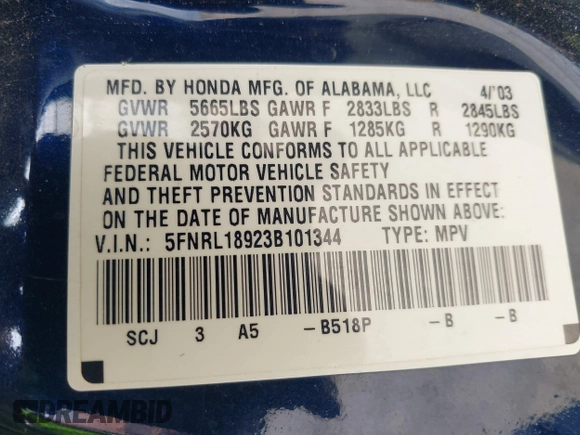 MFD. BY HONDA MFG. OF ALABAMA, LLC 4/'03
GVWR 5665LBS GAWR F 2833LBS R 2845LBS
GVWR 2570KG GAWR F 1285KG R 1290KG
THIS VEHICLE CONFORMS TO ALL APPLICABLE
FEDERAL MOTOR VEHICLE SAFETY
AND THEFT PREVENTION STANDARDS IN EFFECT
ON THE DATE OF MANUFACTURE SHOWN ABOVE:
V.I.N.: 5FNRL18923B101344 TYPE: MPV
SCJ 3 A5 –B518P –B –B
DREAMBID